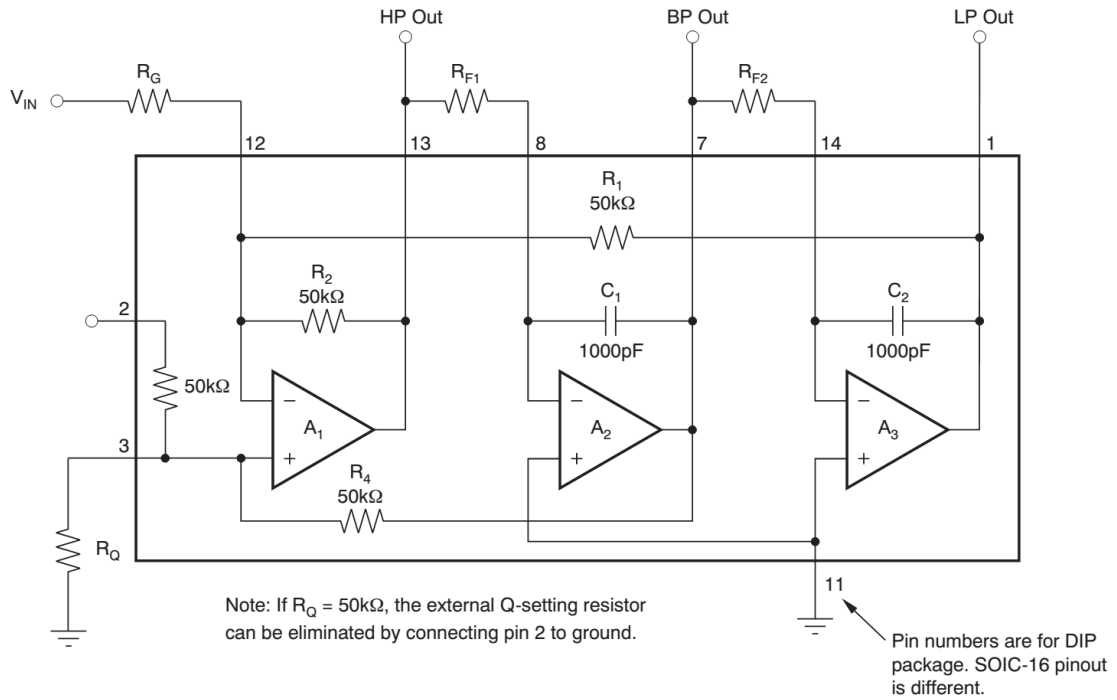 HP Out
BP Out
LP Out
R_G
R_F1
R_F2
V_IN
12
13
8
7
14
1
R_1
50kΩ
R_2
50kΩ
C_1
1000pF
C_2
1000pF
2
50kΩ
A_1
A_2
A_3
3
R_4
50kΩ
R_Q
11
Note: If R_Q = 50kΩ, the external Q-setting resistor
can be eliminated by connecting pin 2 to ground.
Pin numbers are for DIP
package. SOIC-16 pinout
is different.